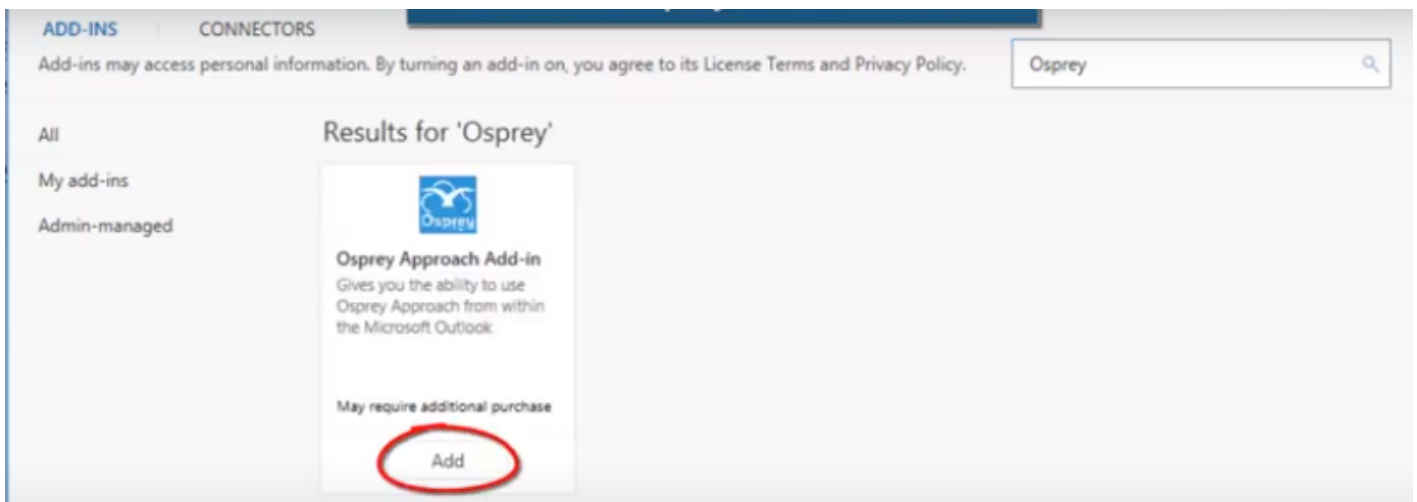 ADD-INS CONNECTORS
Add-ins may access personal information. By turning an add-in on, you agree to its License Terms and Privacy Policy.
Osprey
All
My add-ins
Admin-managed
Results for 'Osprey'
Osprey
Osprey Approach Add-in
Gives you the ability to use
Osprey Approach from within
the Microsoft Outlook
May require additional purchase
Add